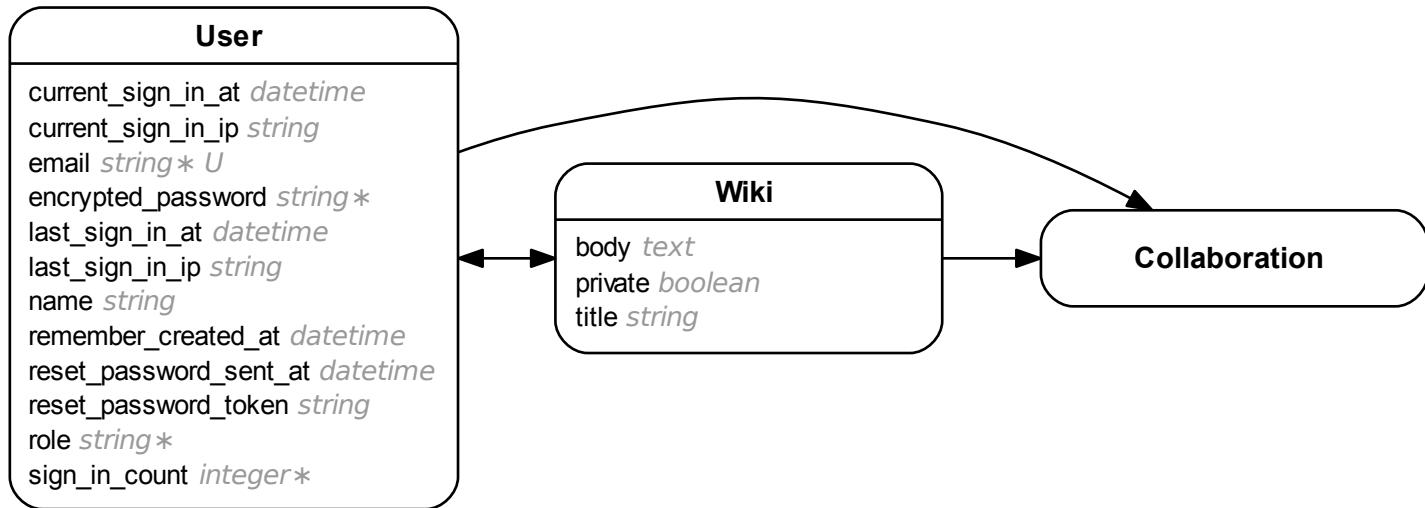 User
current_sign_in_at datetime
current_sign_in_ip string
email string∗ U
encrypted_password string∗
last_sign_in_at datetime
last_sign_in_ip string
name string
remember_created_at datetime
reset_password_sent_at datetime
reset_password_token string
role string∗
sign_in_count integer∗
Wiki
body text
private boolean
title string
Collaboration